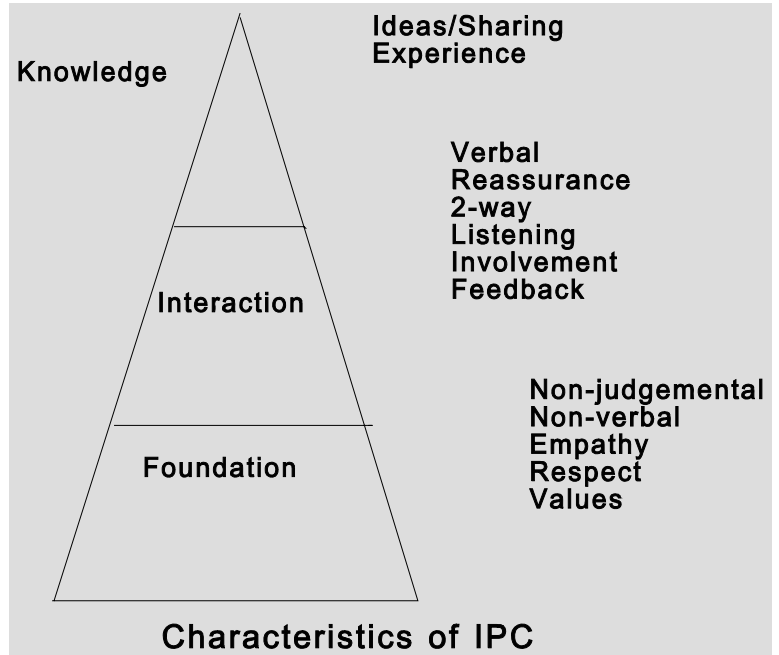 Ideas/Sharing
Experience
Knowledge
Verbal
Reassurance
2-way
Listening
Involvement
Feedback
Interaction
Non-judgemental
Non-verbal
Empathy
Respect
Values
Foundation
Characteristics of IPC